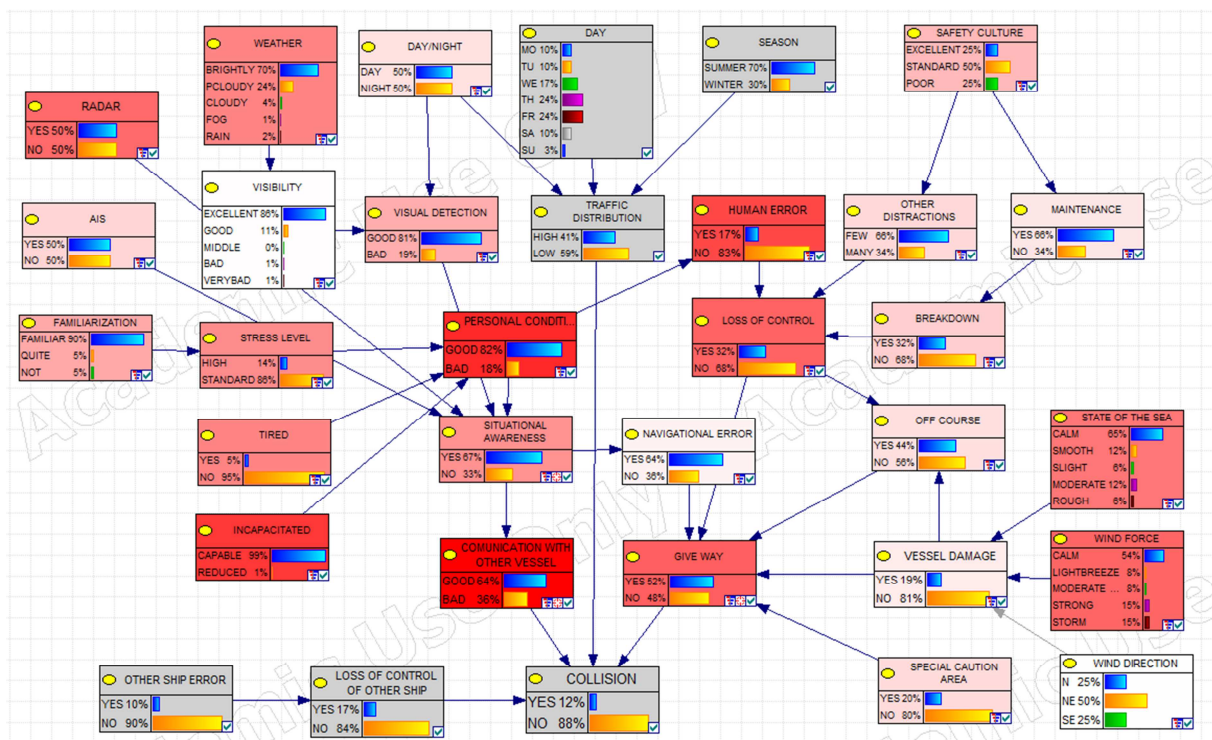 WEATHER
BRIGHTLY 70%
PCLOUDY 24%
CLOUDY 4%
FOG 1%
RAIN 2%
DAY/NIGHT
DAY 50%
NIGHT 50%
DAY
MO 10%
TU 10%
WE 17%
TH 24%
FR 24%
SA 10%
SU 3%
SEASON
SUMMER 70%
WINTER 30%
SAFETY CULTURE
EXCELLENT 25%
STANDARD 50%
POOR 25%
RADAR
YES 50%
NO 50%
VISIBILITY
EXCELLENT 86%
GOOD 11%
MIDDLE 0%
BAD 1%
VERYBAD 1%
AIS
YES 50%
NO 50%
VISUAL DETECTION
GOOD 81%
BAD 19%
TRAFFIC
DISTRIBUTION
HIGH 41%
LOW 59%
HUMAN ERROR
YES 17%
NO 83%
OTHER
DISTRACTIONS
FEW 66%
MANY 34%
MAINTENANCE
YES 66%
NO 34%
FAMILIARIZATION
FAMILIAR 90%
QUITE 5%
NOT 5%
STRESS LEVEL
HIGH 14%
STANDARD 86%
PERSONAL CONDITI...
GOOD 82%
BAD 18%
LOSS OF CONTROL
YES 32%
NO 68%
BREAKDOWN
YES 32%
NO 68%
TIRED
YES 5%
NO 95%
SITUATIONAL
AWARENESS
YES 67%
NO 33%
NAVIGATIONAL ERROR
YES 64%
NO 36%
OFF COURSE
YES 44%
NO 56%
STATE OF THE SEA
CALM 65%
SMOOTH 12%
SLIGHT 6%
MODERATE 12%
ROUGH 6%
INCAPACITATED
CAPABLE 99%
REDUCED 1%
COMUNICATION WITH
OTHER VESSEL
GOOD 64%
BAD 36%
GIVE WAY
YES 52%
NO 48%
VESSEL DAMAGE
YES 19%
NO 81%
WIND FORCE
CALM 54%
LIGHTBREEZE 8%
MODERATE ... 8%
STRONG 15%
STORM 15%
OTHER SHIP ERROR
YES 10%
NO 90%
LOSS OF CONTROL
OF OTHER SHIP
YES 17%
NO 84%
COLLISION
YES 12%
NO 88%
SPECIAL CAUTION
AREA
YES 20%
NO 80%
WIND DIRECTION
N 25%
NE 50%
SE 25%
Academic Use Only